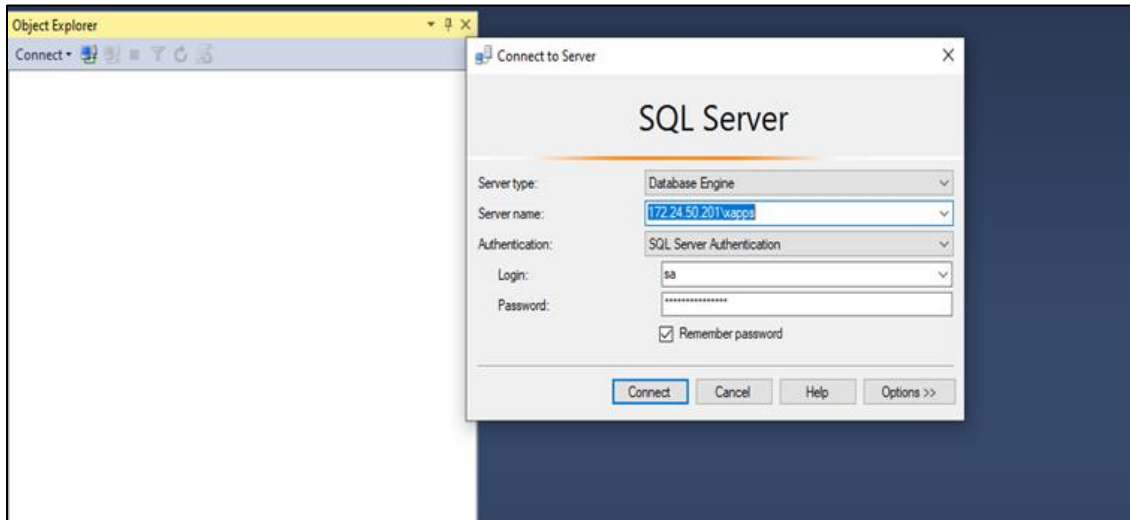 Object Explorer
Connect
Connect to Server
SQL Server
Server type: Database Engine
Server name: 172.24.50.201\xapps
Authentication: SQL Server Authentication
Login: sa
Password: ***************
Remember password
Connect Cancel Help Options >>